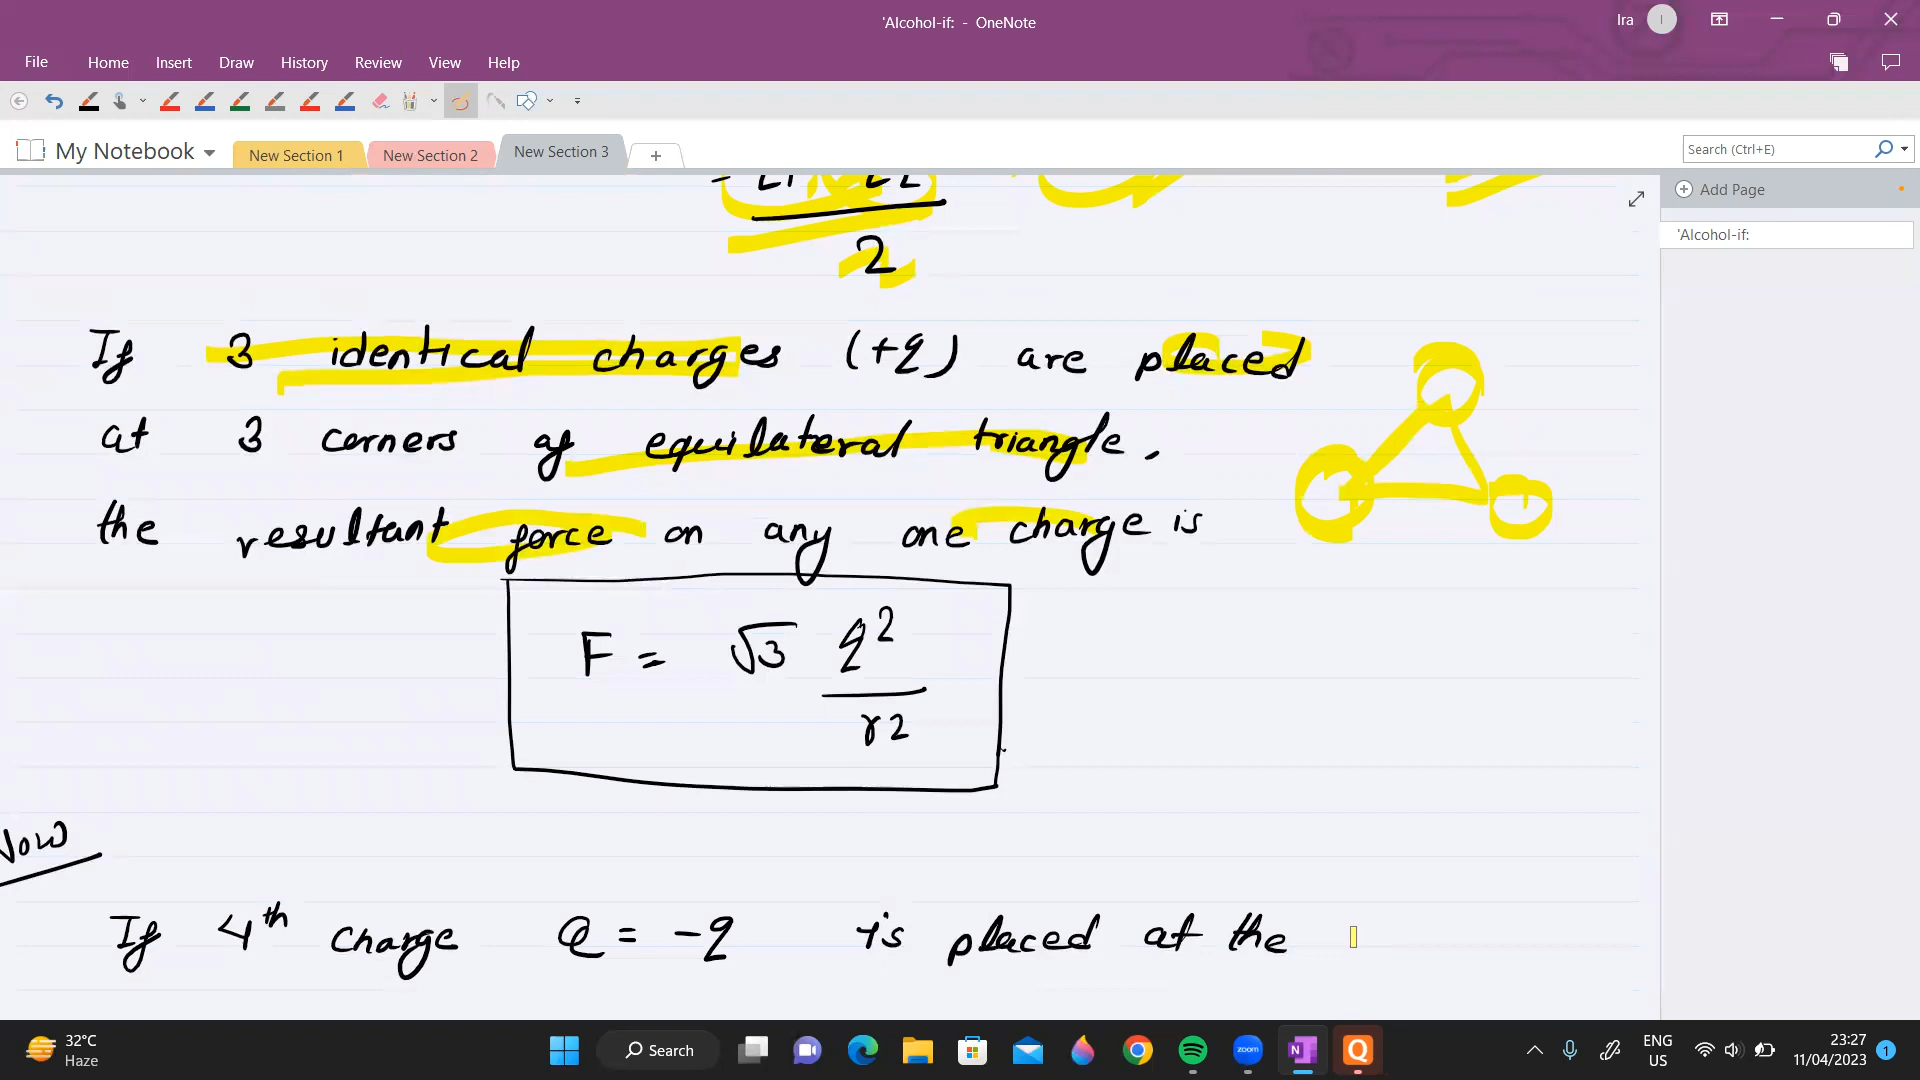 'Alcohol-if: - OneNote
Ira I
File Home Insert Draw History Review View Help
My Notebook New Section 1 New Section 2 New Section 3 +
Search (Ctrl+E)
Add Page
'Alcohol-if:
2
If 3 identical charges (+q) are placed
at 3 corners of equilateral triangle,
the resultant force on any one charge is
F = √3 q²
r2
Now
If 4th charge Q = -q is placed at the
32°C
Haze
Search
zoom
N
Q
ENG
US
23:27
11/04/2023
1